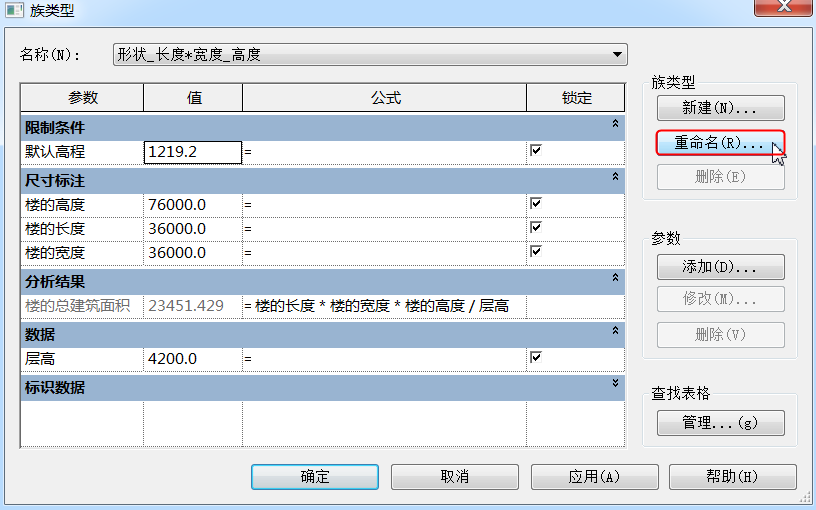 族类型
名称(N):
形状_长度*宽度_高度
参数 值 公式 锁定
限制条件
默认高程 1219.2 =
尺寸标注
楼的高度 76000.0 =
楼的长度 36000.0 =
楼的宽度 36000.0 =
分析结果
楼的总建筑面积 23451.429 = 楼的长度 * 楼的宽度 * 楼的高度 / 层高
数据
层高 4200.0 =
标识数据
族类型
新建(N)...
重命名(R)...
删除(E)
参数
添加(D)...
修改(M)...
删除(V)
查找表格
管理...(g)
确定 取消 应用(A) 帮助(H)